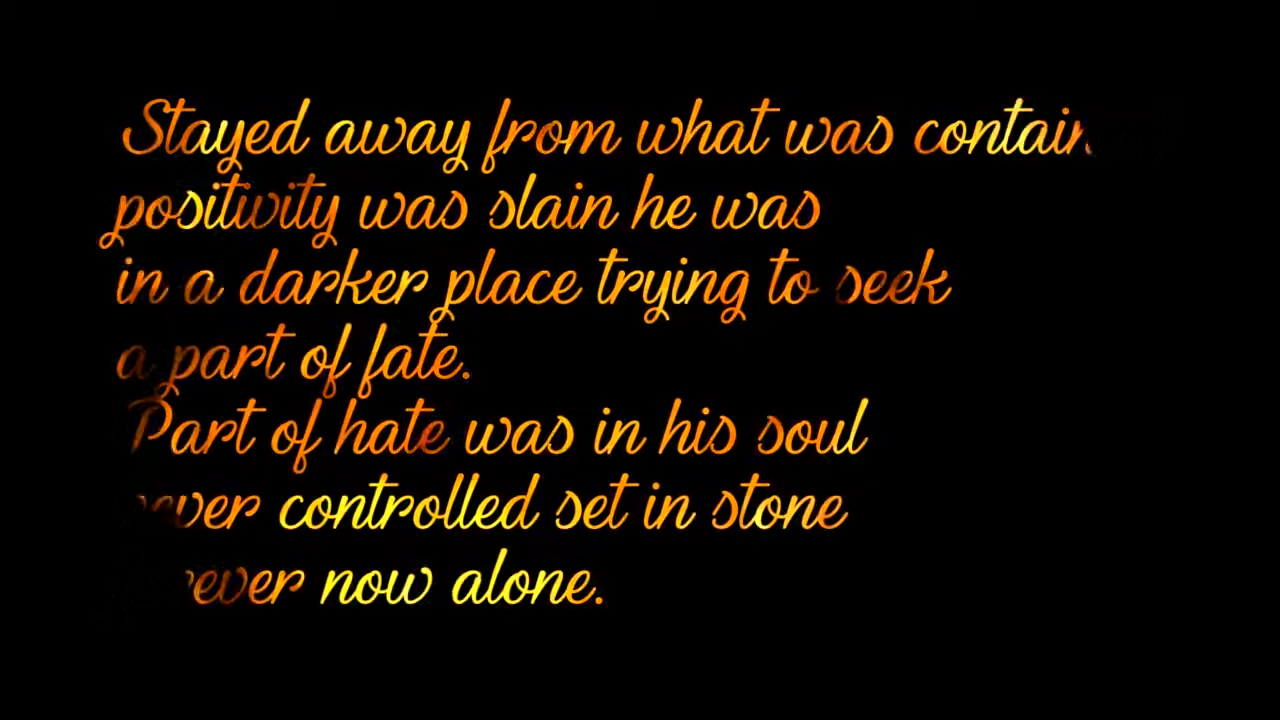 Stayed away from what was contain
positivity was slain he was
in a darker place trying to seek
a part of fate.
Part of hate was in his soul
never controlled set in stone
now alone.